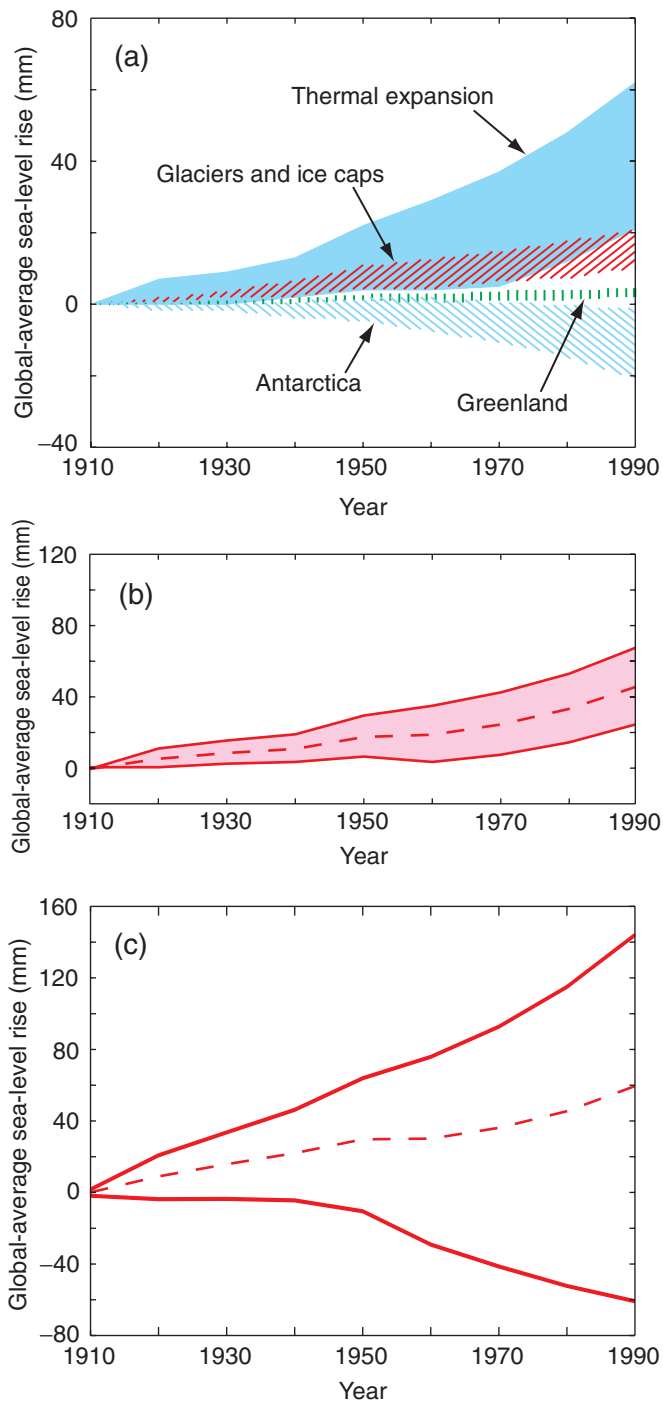 80
(a)
Thermal expansion
40
Glaciers and ice caps
0
Antarctica
Greenland
−40
1910 1930 1950 1970 1990
Year
Global-average sea-level rise (mm)
120
(b)
80
40
0
1910 1930 1950 1970 1990
Year
Global-average sea-level rise (mm)
160
(c)
120
80
40
0
−40
−80
1910 1930 1950 1970 1990
Year
Global-average sea-level rise (mm)